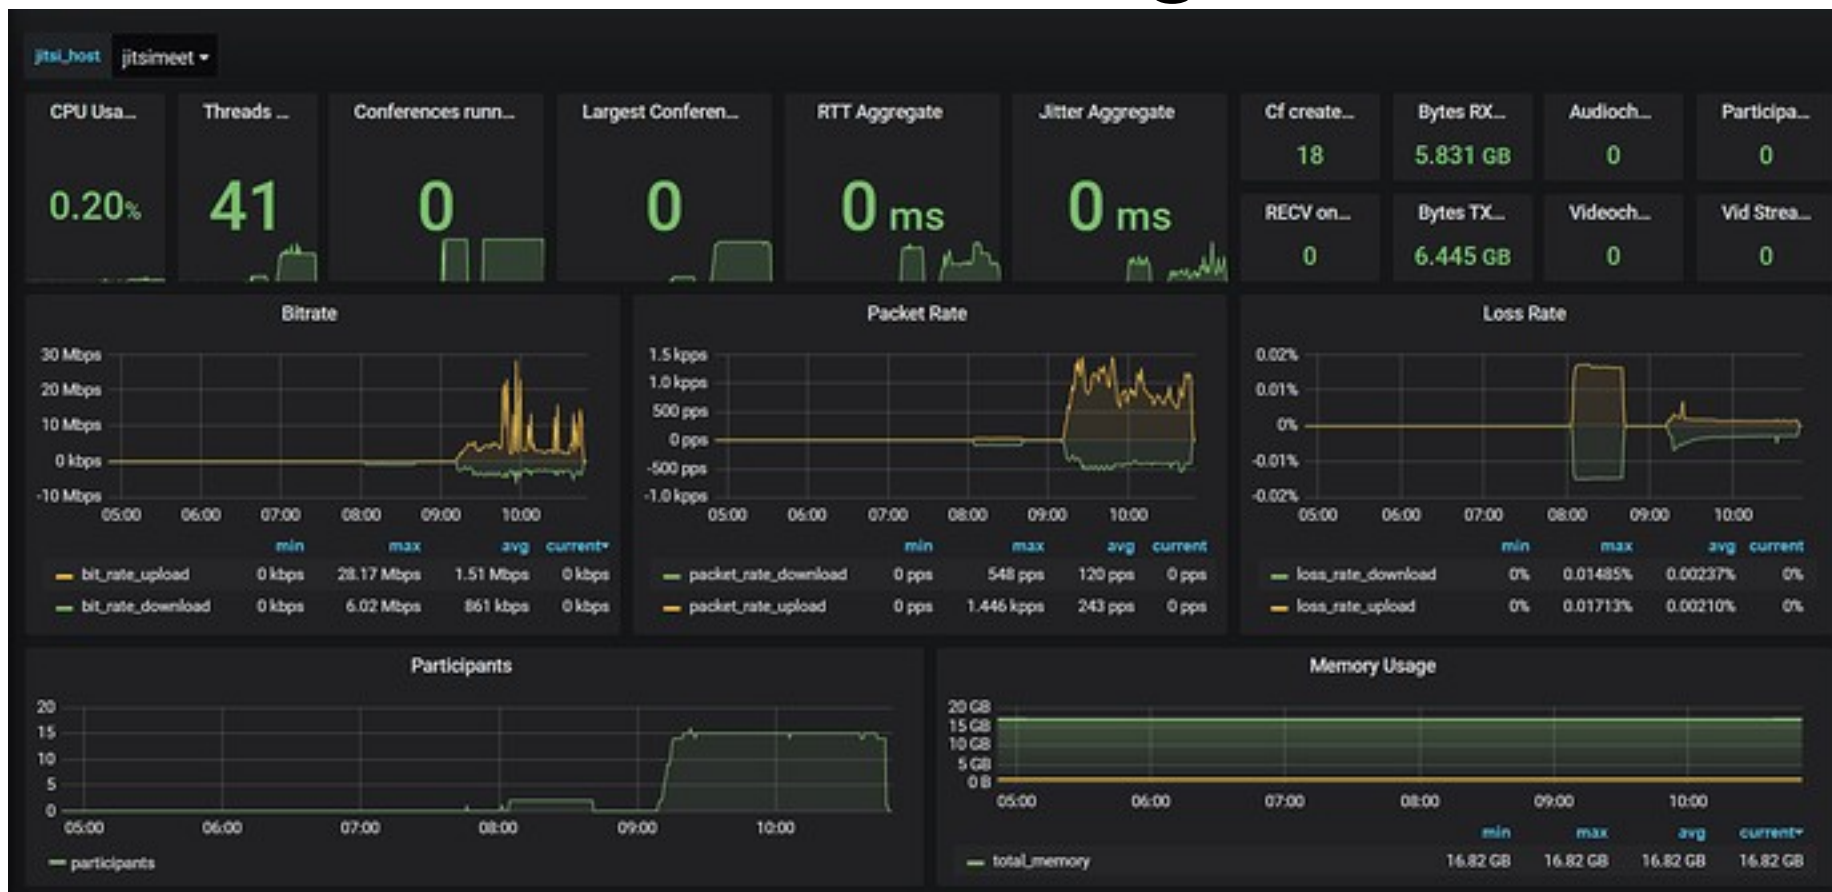 jitsi_host jitsimeet
CPU Usa... Threads ... Conferences runn... Largest Conferen... RTT Aggregate Jitter Aggregate Cf create... Bytes RX... Audioch... Participa...
18 5.831 GB 0 0
0.20% 41 0 0 0 ms 0 ms
RECV on... Bytes TX... Videoch... Vid Strea...
0 6.445 GB 0 0
Bitrate
30 Mbps
20 Mbps
10 Mbps
0 kbps
-10 Mbps
05:00 06:00 07:00 08:00 09:00 10:00
min max avg current
bit_rate_upload 0 kbps 28.17 Mbps 1.51 Mbps 0 kbps
bit_rate_download 0 kbps 6.02 Mbps 861 kbps 0 kbps
Packet Rate
1.5 kpps
1.0 kpps
500 pps
0 pps
-500 pps
-1.0 kpps
05:00 06:00 07:00 08:00 09:00 10:00
min max avg current
packet_rate_download 0 pps 548 pps 120 pps 0 pps
packet_rate_upload 0 pps 1.446 kpps 243 pps 0 pps
Loss Rate
0.02%
0.01%
0%
-0.01%
-0.02%
05:00 06:00 07:00 08:00 09:00 10:00
min max avg current
loss_rate_download 0% 0.01485% 0.00237% 0%
loss_rate_upload 0% 0.01713% 0.00210% 0%
Participants
20
15
10
5
0
05:00 06:00 07:00 08:00 09:00 10:00
participants
Memory Usage
20 GB
15 GB
10 GB
5 GB
0 B
05:00 06:00 07:00 08:00 09:00 10:00
min max avg current
total_memory 16.82 GB 16.82 GB 16.82 GB 16.82 GB